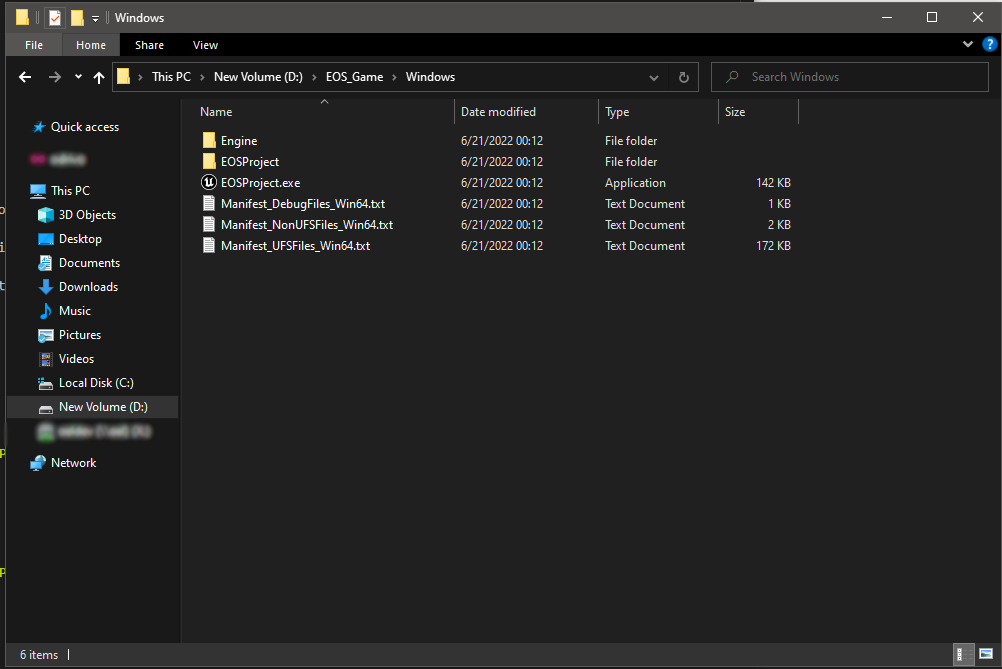 Windows
File Home Share View
This PC New Volume (D:) EOS_Game Windows
Search Windows
Name Date modified Type Size
Quick access
This PC
3D Objects
Desktop
Documents
Downloads
Music
Pictures
Videos
Local Disk (C:)
New Volume (D:)
Network
Engine 6/21/2022 00:12 File folder
EOSProject 6/21/2022 00:12 File folder
EOSProject.exe 6/21/2022 00:12 Application 142 KB
Manifest_DebugFiles_Win64.txt 6/21/2022 00:12 Text Document 1 KB
Manifest_NonUFSFiles_Win64.txt 6/21/2022 00:12 Text Document 2 KB
Manifest_UFSFiles_Win64.txt 6/21/2022 00:12 Text Document 172 KB
6 items